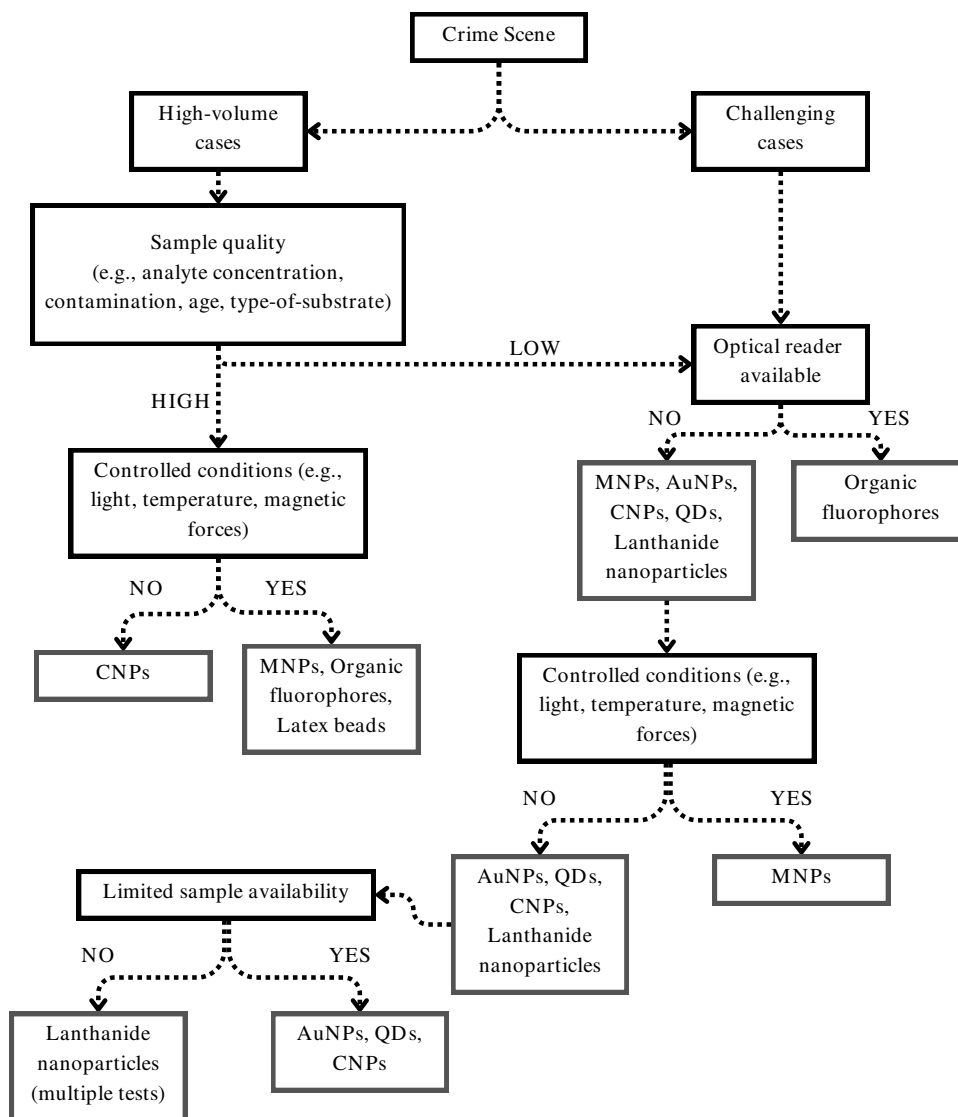 Crime Scene
High-volume
cases
Challenging
cases
Sample quality
(e.g., analyte concentration,
contamination, age, type-of-substrate)
LOW
Optical reader
available
HIGH
NO
YES
Controlled conditions (e.g.,
light, temperature, magnetic
forces)
MNPs, AuNPs,
CNPs, QDs,
Lanthanide
nanoparticles
Organic
fluorophores
NO
YES
CNPs
MNPs, Organic
fluorophores,
Latex beads
Controlled conditions (e.g.,
light, temperature, magnetic
forces)
NO
YES
AuNPs, QDs,
CNPs,
Lanthanide
nanoparticles
MNPs
Limited sample availability
NO
YES
Lanthanide
nanoparticles
(multiple tests)
AuNPs, QDs,
CNPs